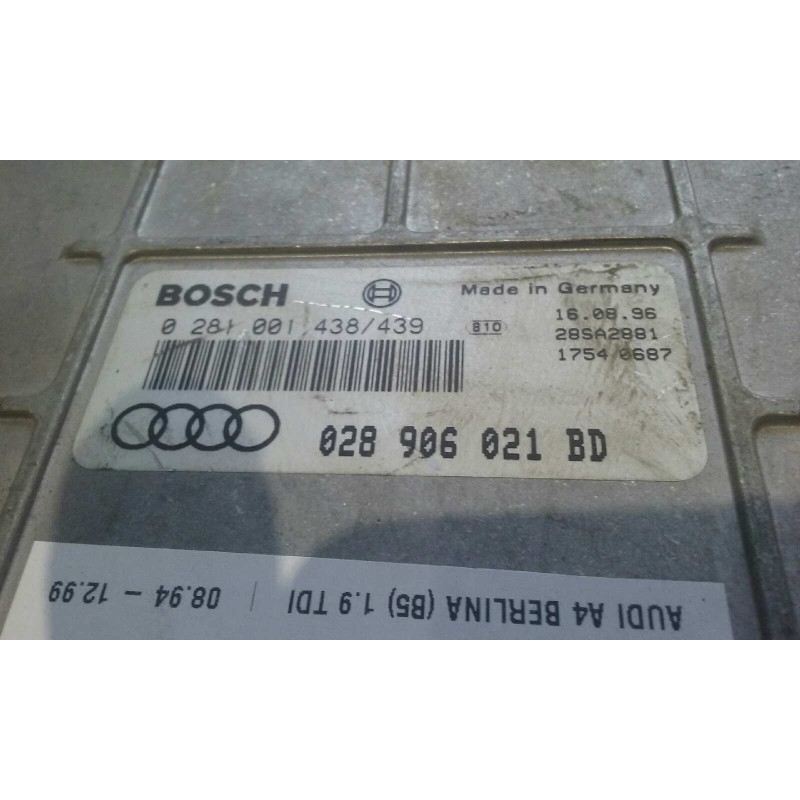 BOSCH
Made in Germany
0 281 001 438/439
810
16.08.96
28SA2881
1754 0687
028 906 021 BD
AUDI A4 BERLINA (B5) 1.9 TDI | 08.94 - 12.99